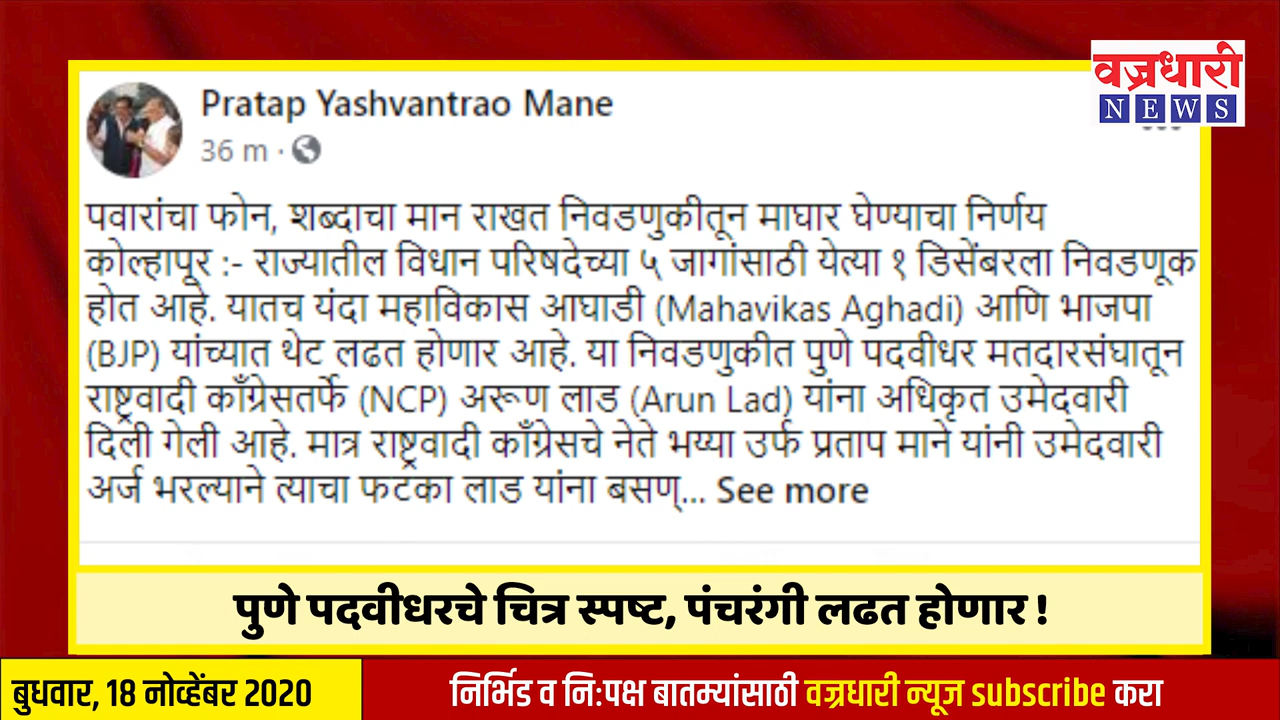 वज्रधारी
NEWS
Pratap Yashvantrao Mane
36 m ·
पवारांचा फोन, शब्दाचा मान राखत निवडणुकीतून माघार घेण्याचा निर्णय
कोल्हापूर :- राज्यातील विधान परिषदेच्या ५ जागांसाठी येत्या १ डिसेंबरला निवडणूक
होत आहे. यातच यंदा महाविकास आघाडी (Mahavikas Aghadi) आणि भाजपा
(BJP) यांच्यात थेट लढत होणार आहे. या निवडणुकीत पुणे पदवीधर मतदारसंघातून
राष्ट्रवादी काँग्रेसतर्फे (NCP) अरूण लाड (Arun Lad) यांना अधिकृत उमेदवारी
दिली गेली आहे. मात्र राष्ट्रवादी काँग्रेसचे नेते भय्या उर्फ प्रताप माने यांनी उमेदवारी
अर्ज भरल्याने त्याचा फटका लाड यांना बसण्... See more
पुणे पदवीधरचे चित्र स्पष्ट, पंचरंगी लढत होणार !
बुधवार, 18 नोव्हेंबर 2020
निर्भिड व नि:पक्ष बातम्यांसाठी वज्रधारी न्यूज subscribe करा